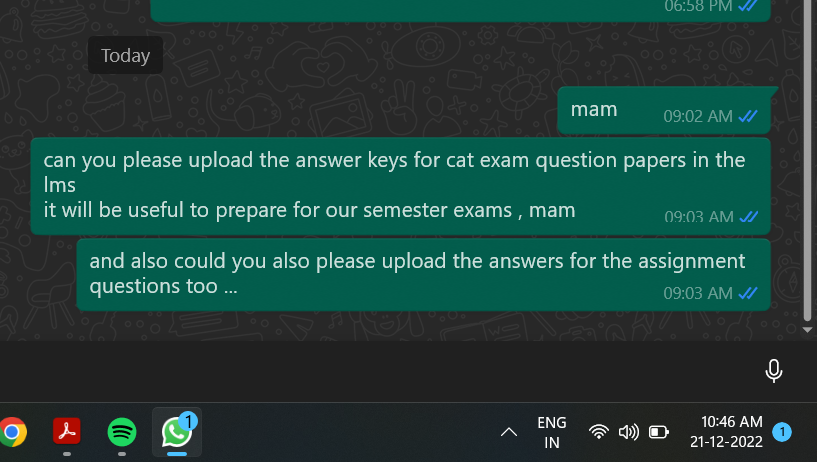 06:58 PM
Today
mam
09:02 AM
can you please upload the answer keys for cat exam question papers in the
lms
it will be useful to prepare for our semester exams , mam
09:03 AM
and also could you also please upload the answers for the assignment
questions too ...
09:03 AM
1
ENG
IN
10:46 AM
21-12-2022
1